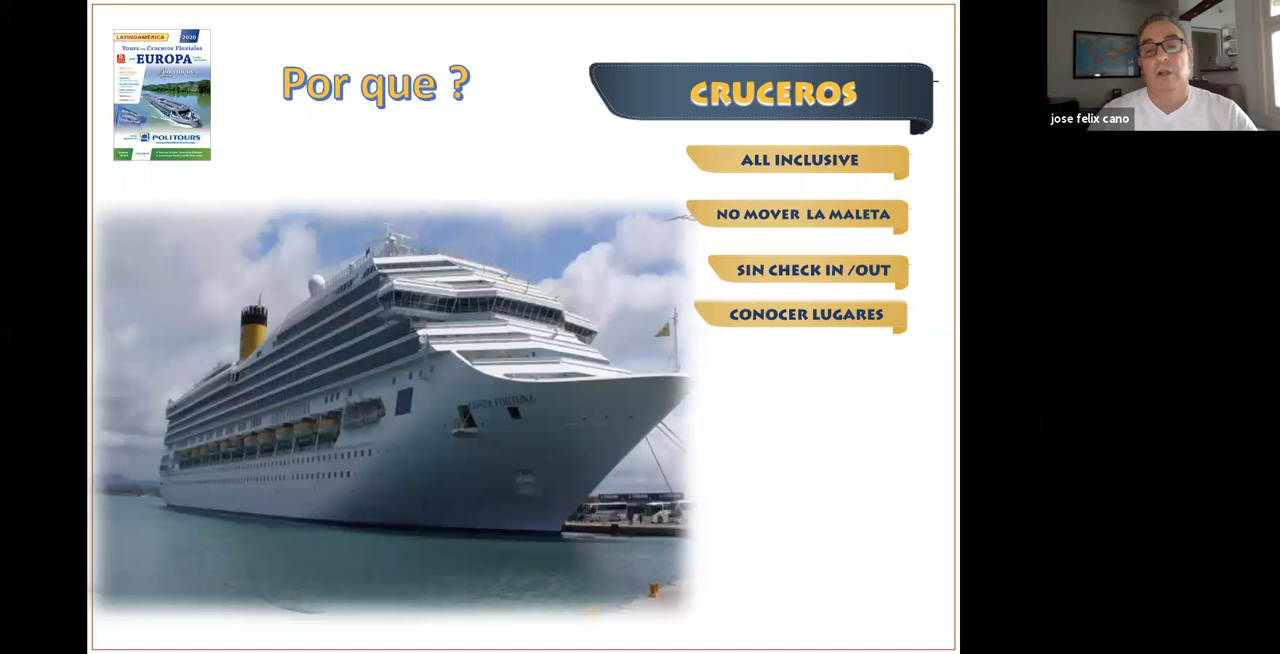 LATINOAMÉRICA 2020
Tours con Cruceros Fluviales
por EUROPA
POLITOURS
Por que ?
CRUCEROS
ALL INCLUSIVE
NO MOVER LA MALETA
SIN CHECK IN /OUT
CONOCER LUGARES
COSTA FORTUNA
jose felix cano